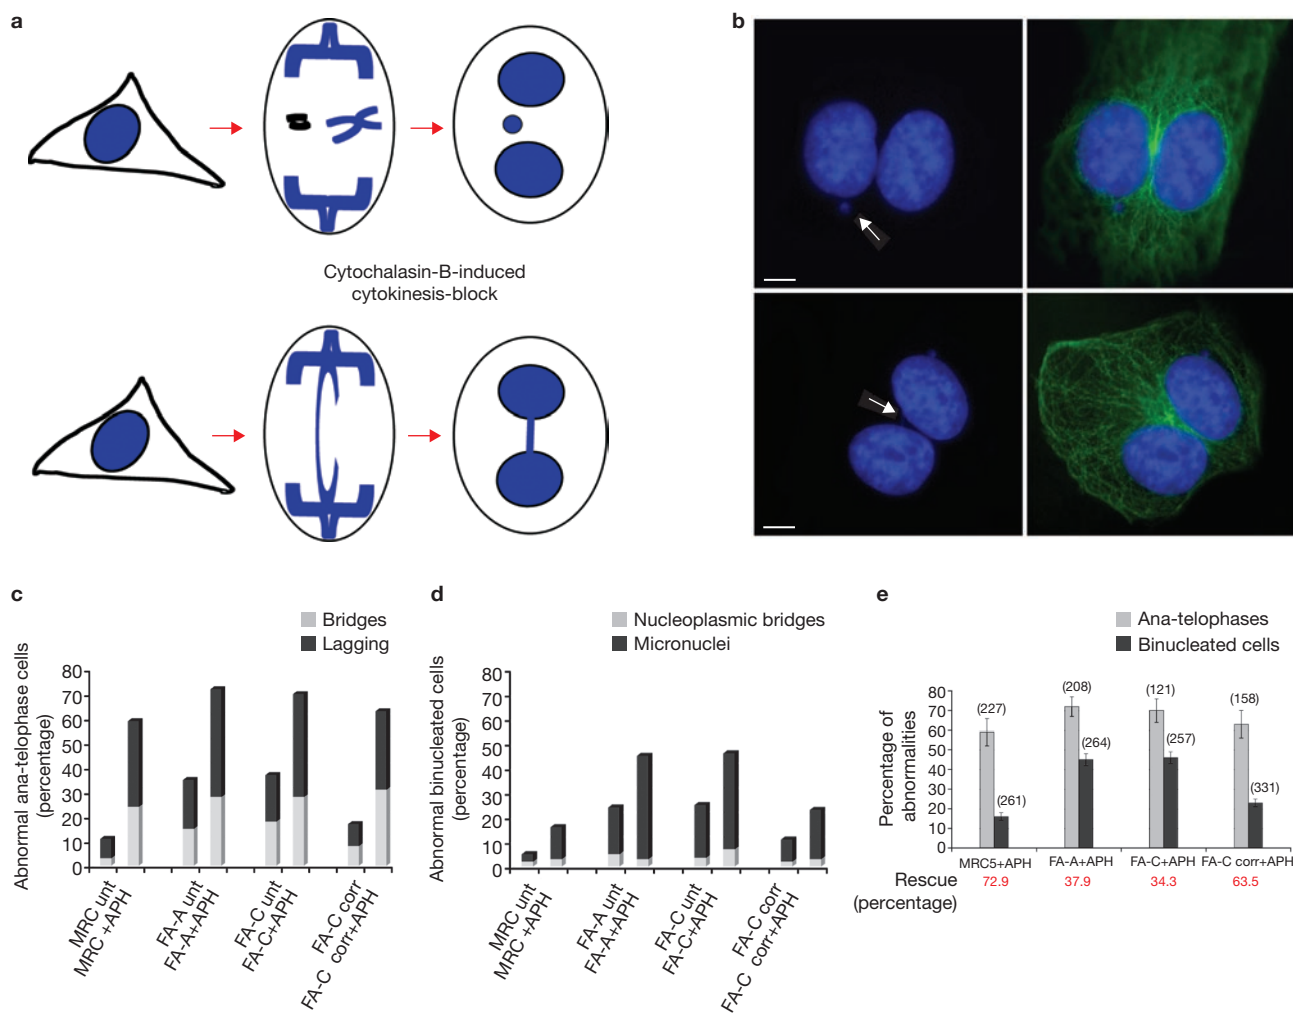 a
Cytochalasin-B-induced
cytokinesis-block
b
c
Bridges
Lagging
Abnormal ana-telophase cells
(percentage)
80
70
60
50
40
30
20
10
0
MRC unt
MRC +APH
FA-A unt
FA-A+APH
FA-C unt
FA-C+APH
FA-C corr
FA-C corr+APH
d
Nucleoplasmic bridges
Micronuclei
Abnormal binucleated cells
(percentage)
80
70
60
50
40
30
20
10
0
MRC unt
MRC +APH
FA-A unt
FA-A+APH
FA-C unt
FA-C+APH
FA-C corr
FA-C corr+APH
e
Ana-telophases
Binucleated cells
Percentage of
abnormalities
80
70
60
50
40
30
20
10
0
(227)
(261)
(208)
(264)
(121)
(257)
(158)
(331)
MRC5+APH FA-A+APH FA-C+APH FA-C corr+APH
Rescue 72.9 37.9 34.3 63.5
(percentage)